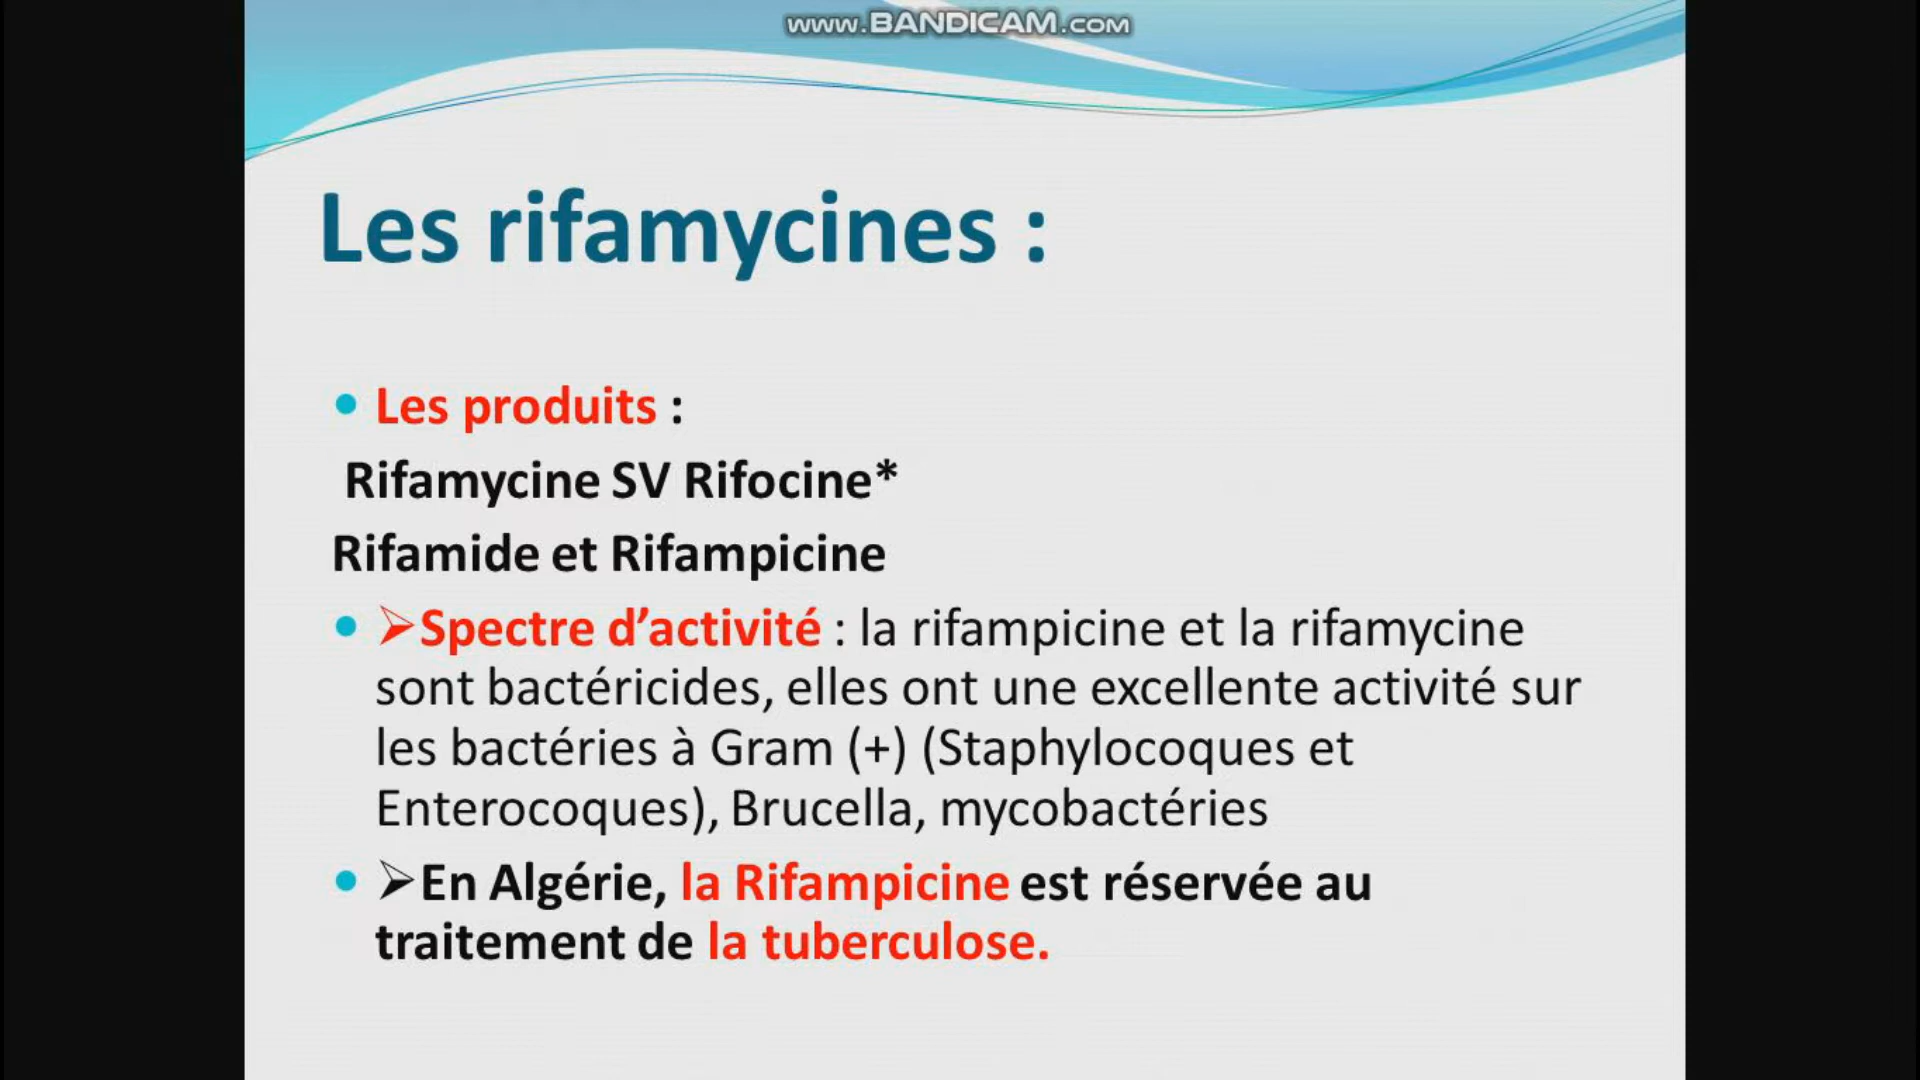 www.BANDICAM.com
Les rifamycines :
Les produits :
Rifamycine SV Rifocine*
Rifamide et Rifampicine
Spectre d’activité : la rifampicine et la rifamycine
sont bactéricides, elles ont une excellente activité sur
les bactéries à Gram (+) (Staphylocoques et
Enterocoques), Brucella, mycobactéries
En Algérie, la Rifampicine est réservée au
traitement de la tuberculose.